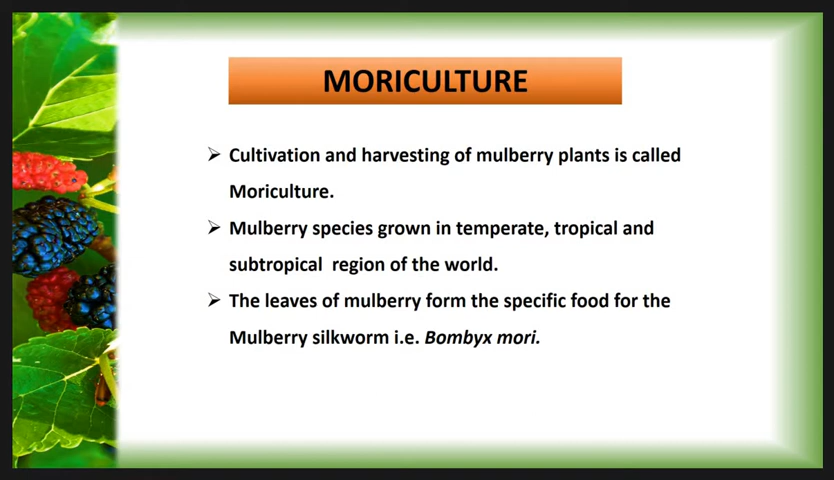 MORICULTURE
➢ Cultivation and harvesting of mulberry plants is called
Moriculture.
➢ Mulberry species grown in temperate, tropical and
subtropical region of the world.
➢ The leaves of mulberry form the specific food for the
Mulberry silkworm i.e. Bombyx mori.